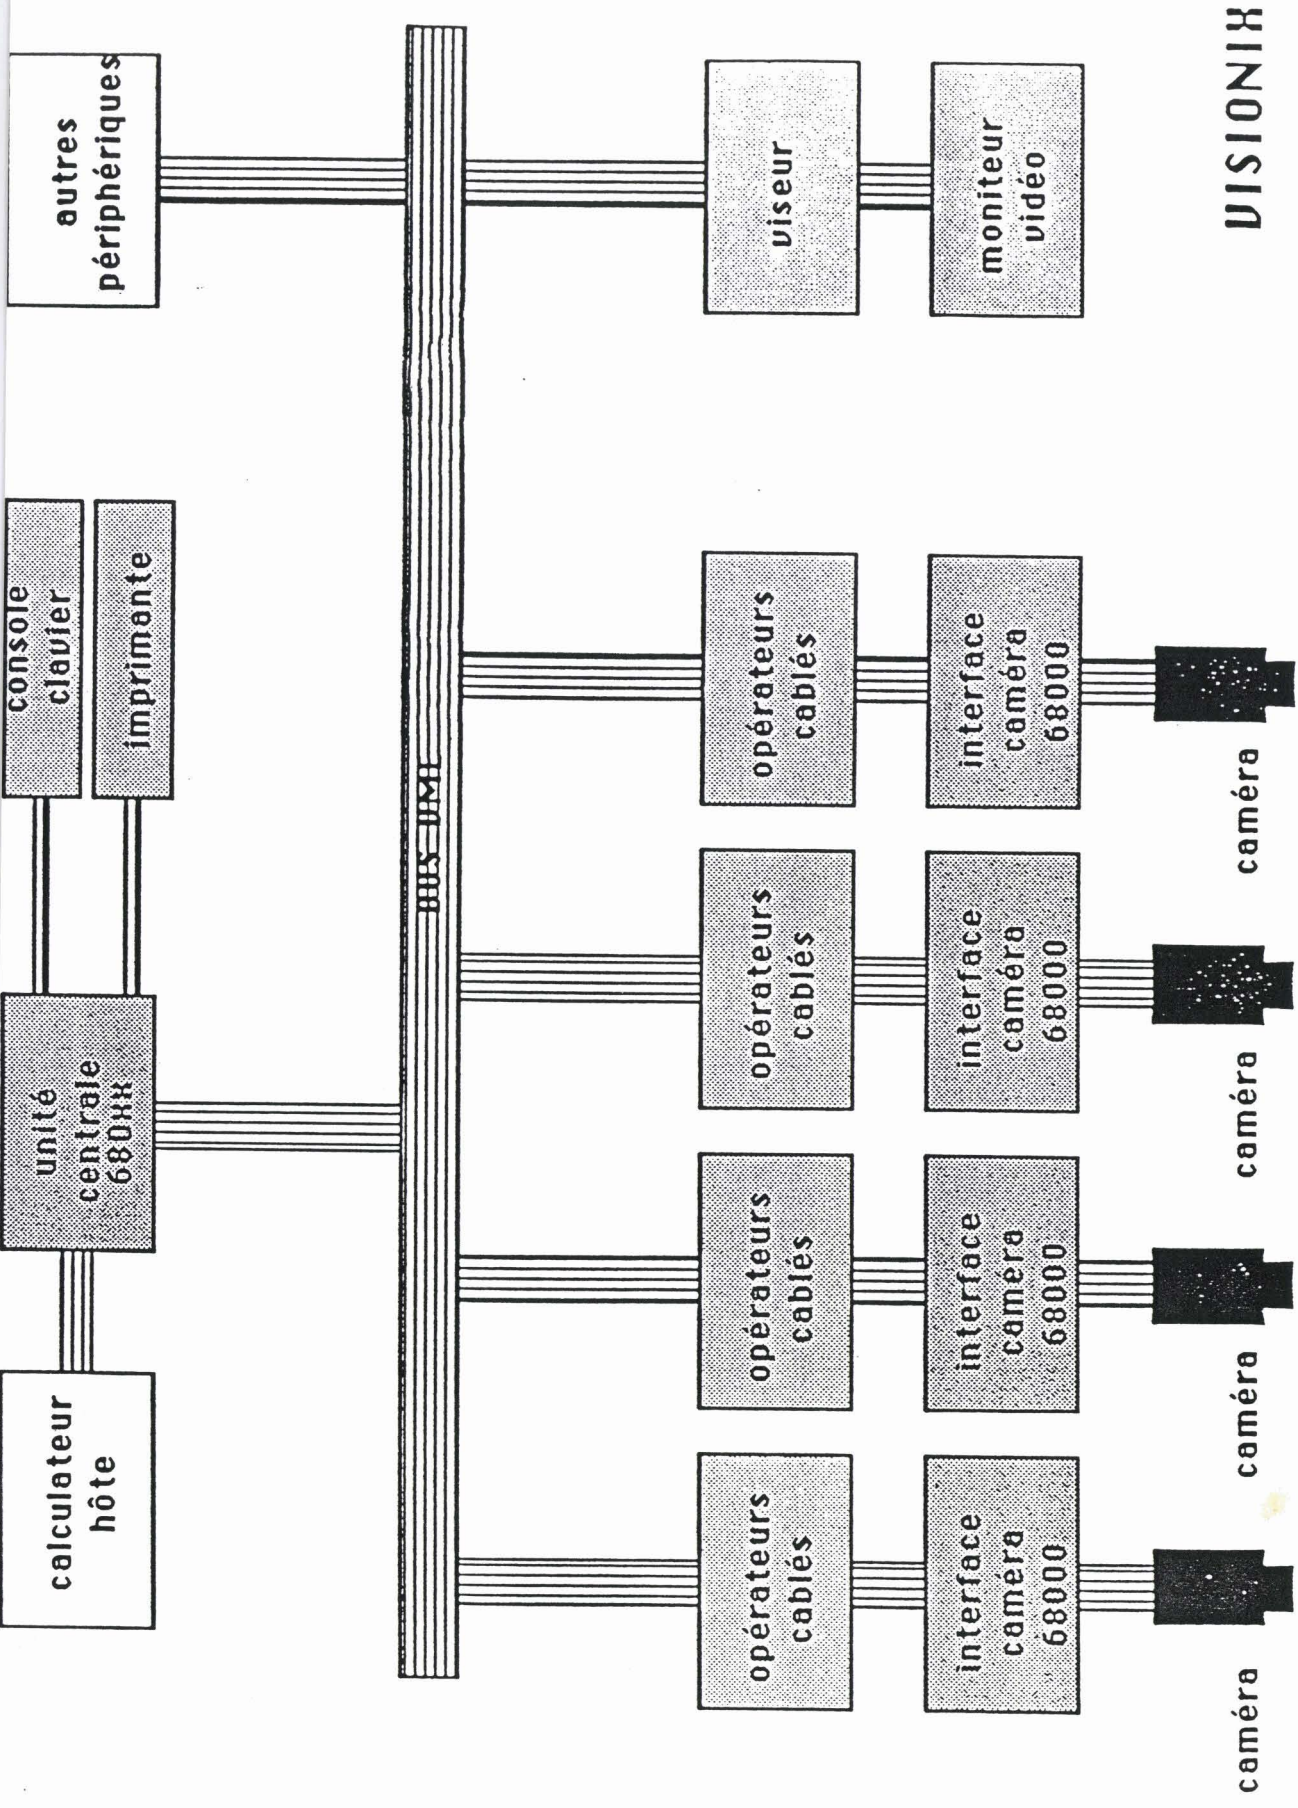 calculateur
hôte
unité
centrale
680XX
console
clavier
imprimante
autres
périphériques
BUS VME
opérateurs
cablés
opérateurs
cablés
opérateurs
cablés
opérateurs
cablés
viseur
interface
caméra
68000
interface
caméra
68000
interface
caméra
68000
interface
caméra
68000
moniteur
vidéo
caméra
caméra
caméra
caméra
VISIONIX